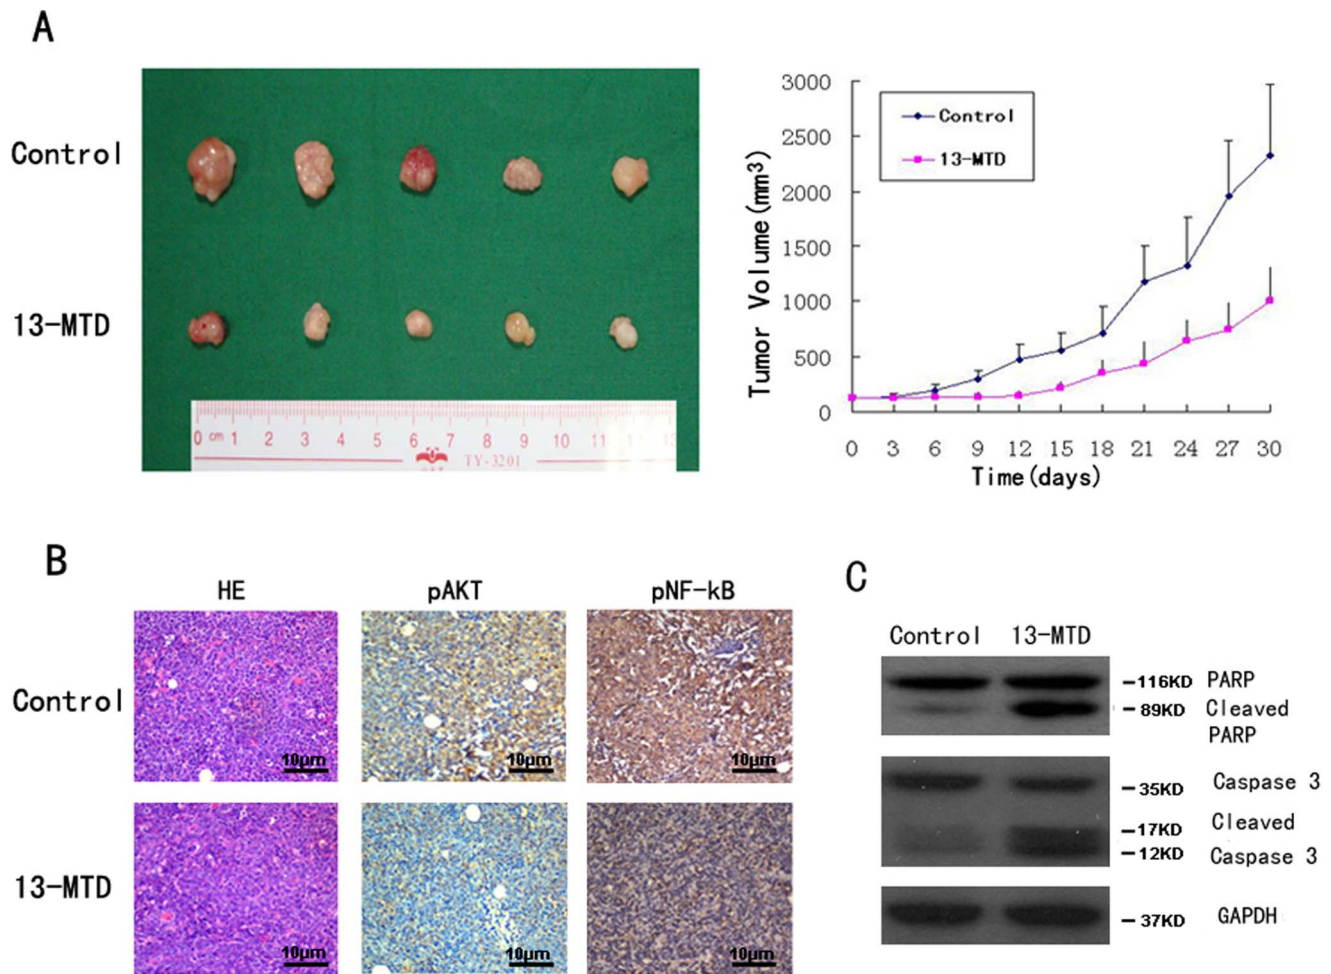 A
Control
13-MTD
0 cm 1 2 3 4 5 6 7 8 9 10 11
TY-3201
Tumor Volume(mm³)
3000
2500
2000
1500
1000
500
0
Control
13-MTD
0 3 6 9 12 15 18 21 24 27 30
Time(days)
B
HE pAKT pNF-kB
Control
10μm 10μm 10μm
13-MTD
10μm 10μm 10μm
C
Control 13-MTD
116KD PARP
89KD Cleaved
PARP
35KD Caspase 3
17KD Cleaved
12KD Caspase 3
37KD GAPDH